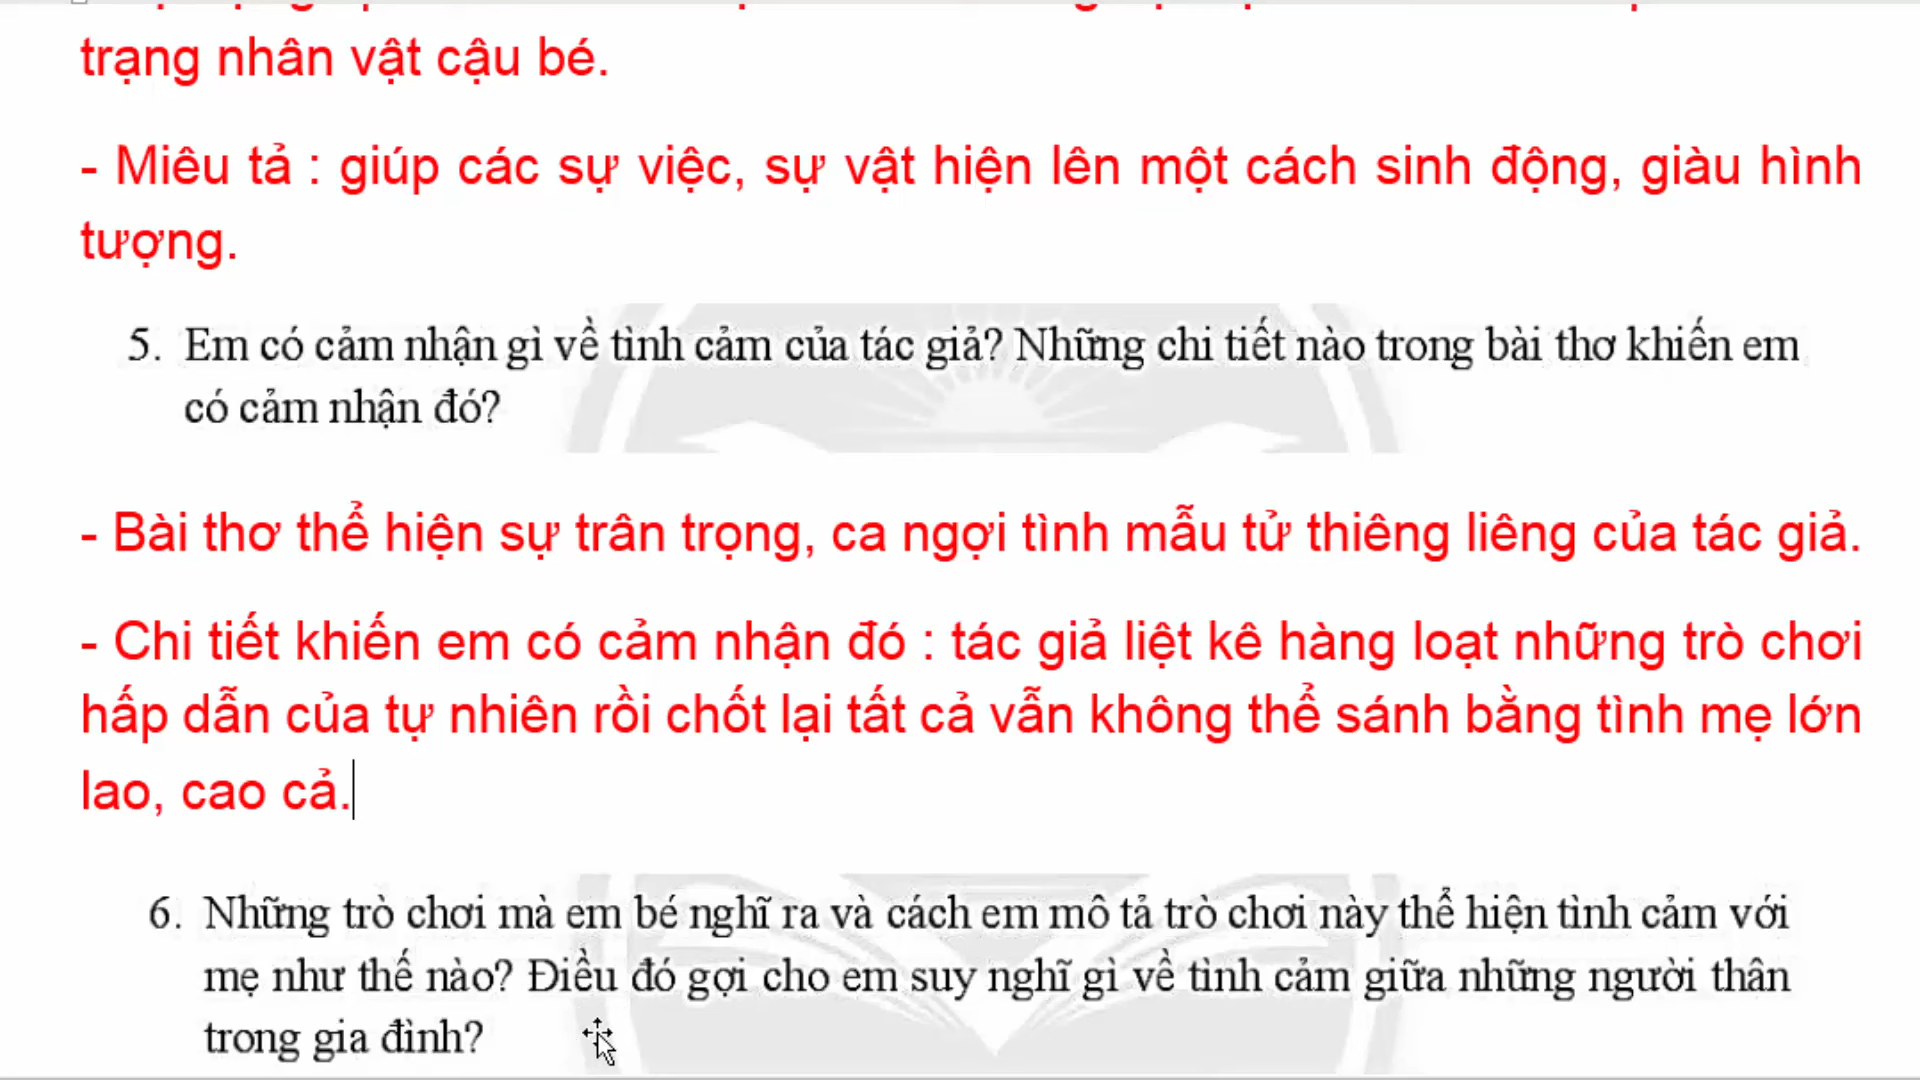 trạng nhân vật cậu bé.
- Miêu tả : giúp các sự việc, sự vật hiện lên một cách sinh động, giàu hình
tượng.
5. Em có cảm nhận gì về tình cảm của tác giả? Những chi tiết nào trong bài thơ khiến em
có cảm nhận đó?
- Bài thơ thể hiện sự trân trọng, ca ngợi tình mẫu tử thiêng liêng của tác giả.
- Chi tiết khiến em có cảm nhận đó : tác giả liệt kê hàng loạt những trò chơi
hấp dẫn của tự nhiên rồi chốt lại tất cả vẫn không thể sánh bằng tình mẹ lớn
lao, cao cả.
6. Những trò chơi mà em bé nghĩ ra và cách em mô tả trò chơi này thể hiện tình cảm với
mẹ như thế nào? Điều đó gợi cho em suy nghĩ gì về tình cảm giữa những người thân
trong gia đình?